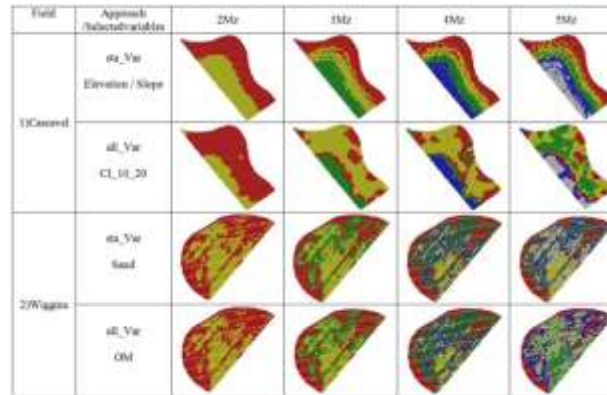 Field
Approach
/Selectedvariables
2Mz
3Mz
4Mz
5Mz
1)Cascavel
sta_Var
Elevation / Slope
all_Var
CI_10_20
2)Wiggins
sta_Var
Sand
all_Var
OM